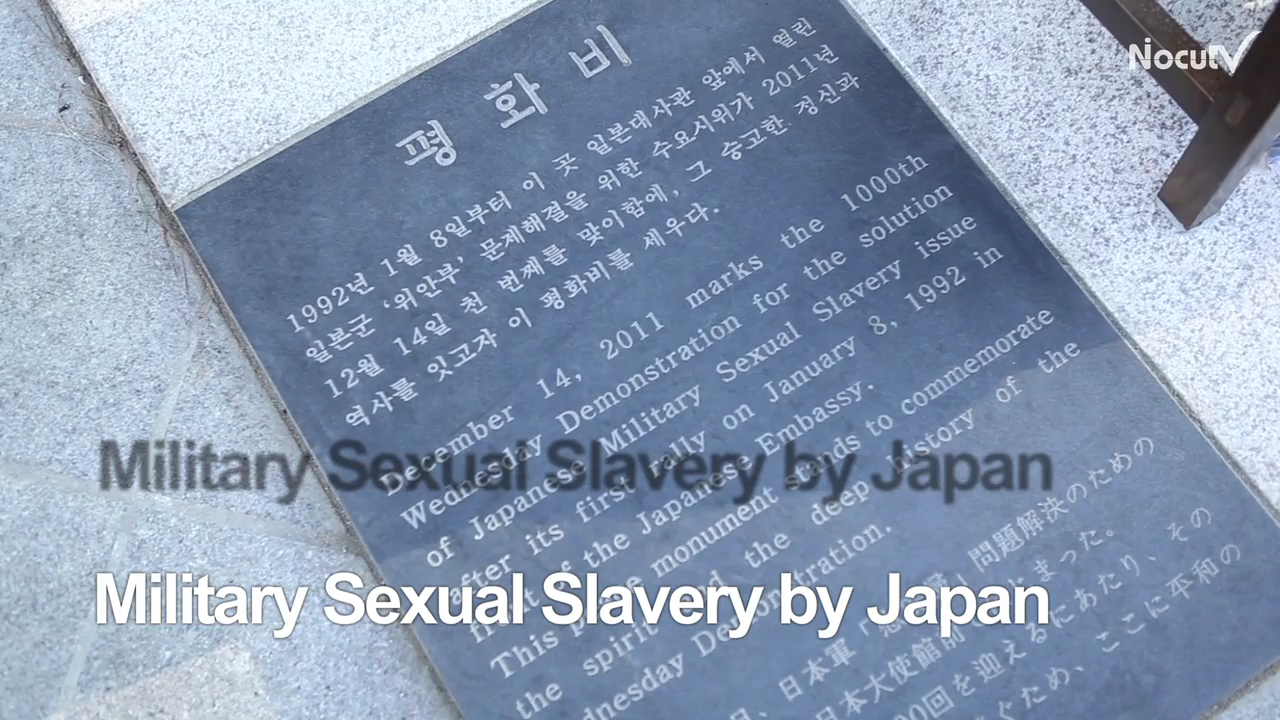 NocutV
평화비
1992년 1월 8일부터 이 곳 일본대사관 앞에서 열린
일본군 '위안부' 문제해결을 위한 수요시위가 2011년
12월 14일 천 번째를 맞이함에, 그 숭고한 정신과
역사를 잇고자 이 평화비를 세우다.
December 14, 2011 marks the 1000th
Wednesday Demonstration for the solution
of Japanese Military Sexual Slavery issue
after its first rally on January 8, 1992 in
of the Japanese Embassy.
This monument stands to commemorate
the spirit and the deep history of the
Wednesday Demonstration.
日本軍 問題解決のための
日本大使館前 まった。
00回を迎えるにあたり、その
ぐため、ここに平和の
Military Sexual Slavery by Japan
Military Sexual Slavery by Japan